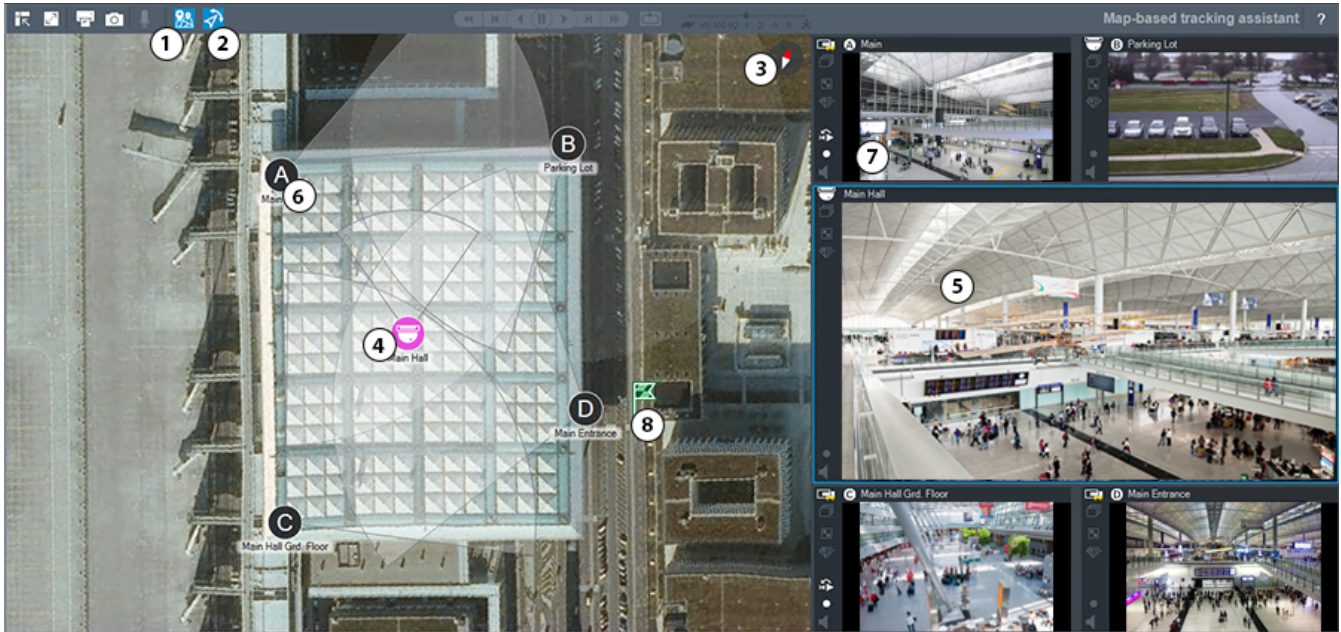 Map-based tracking assistant ?
1
2
3
A Main
B Parking Lot
B
Parking Lot
A
6
Main
7
Main Hall
5
4
Main Hall
D
Main Entrance
8
C
Main Hall Grd. Floor
C Main Hall Grd. Floor
D Main Entrance